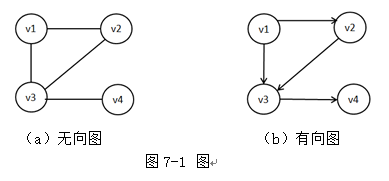 v1 v2 v1 v2
v3 v4 v3 v4
（a）无向图 （b）有向图
图 7-1 图↵